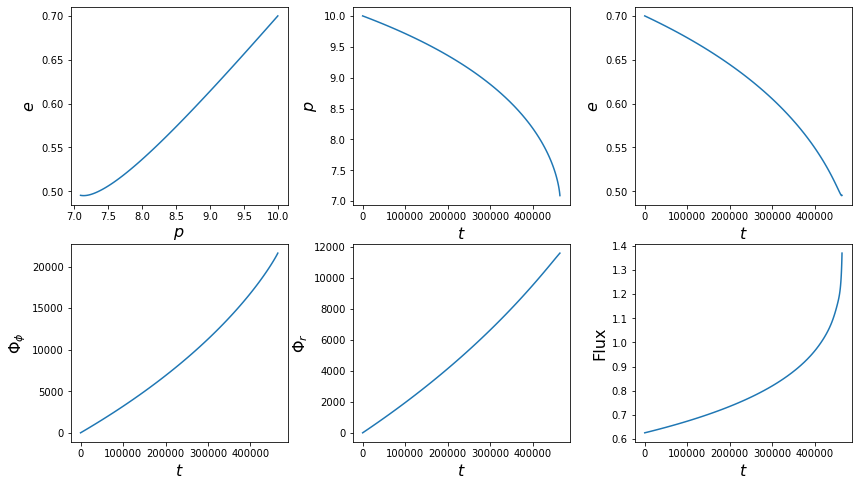 0.70
0.65
0.60
0.55
0.50
e
7.0 7.5 8.0 8.5 9.0 9.5 10.0
p
10.0
9.5
9.0
8.5
8.0
7.5
7.0
p
0 100000 200000 300000 400000
t
0.70
0.65
0.60
0.55
0.50
e
0 100000 200000 300000 400000
t
20000
15000
10000
5000
0
Φ_ϕ
0 100000 200000 300000 400000
t
12000
10000
8000
6000
4000
2000
0
Φ_r
0 100000 200000 300000 400000
t
1.4
1.3
1.2
1.1
1.0
0.9
0.8
0.7
0.6
Flux
0 100000 200000 300000 400000
t